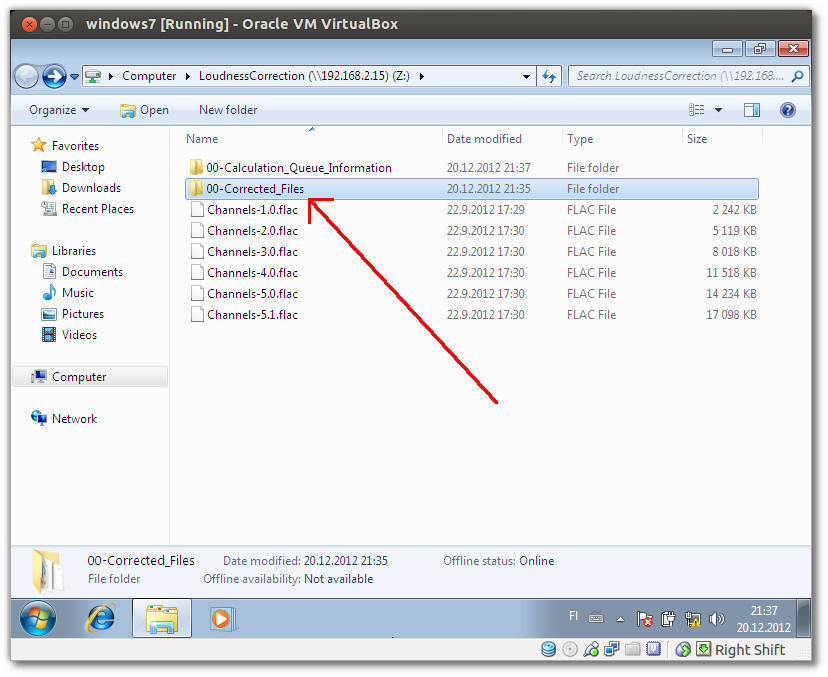 windows7 [Running] - Oracle VM VirtualBox
Computer LoudnessCorrection (\\192.168.2.15) (Z:)
Search LoudnessCorrection (\\192.168....
Organize Open New folder
Name Date modified Type Size
Favorites
Desktop
Downloads
Recent Places
Libraries
Documents
Music
Pictures
Videos
Computer
Network
00-Calculation_Queue_Information 20.12.2012 21:37 File folder
00-Corrected_Files 20.12.2012 21:35 File folder
Channels-1.0.flac 22.9.2012 17:29 FLAC File 2 242 KB
Channels-2.0.flac 22.9.2012 17:30 FLAC File 5 119 KB
Channels-3.0.flac 22.9.2012 17:30 FLAC File 8 018 KB
Channels-4.0.flac 22.9.2012 17:30 FLAC File 11 518 KB
Channels-5.0.flac 22.9.2012 17:30 FLAC File 14 234 KB
Channels-5.1.flac 22.9.2012 17:30 FLAC File 17 098 KB
00-Corrected_Files Date modified: 20.12.2012 21:35 Offline status: Online
File folder Offline availability: Not available
FI
21:37
20.12.2012
Right Shift